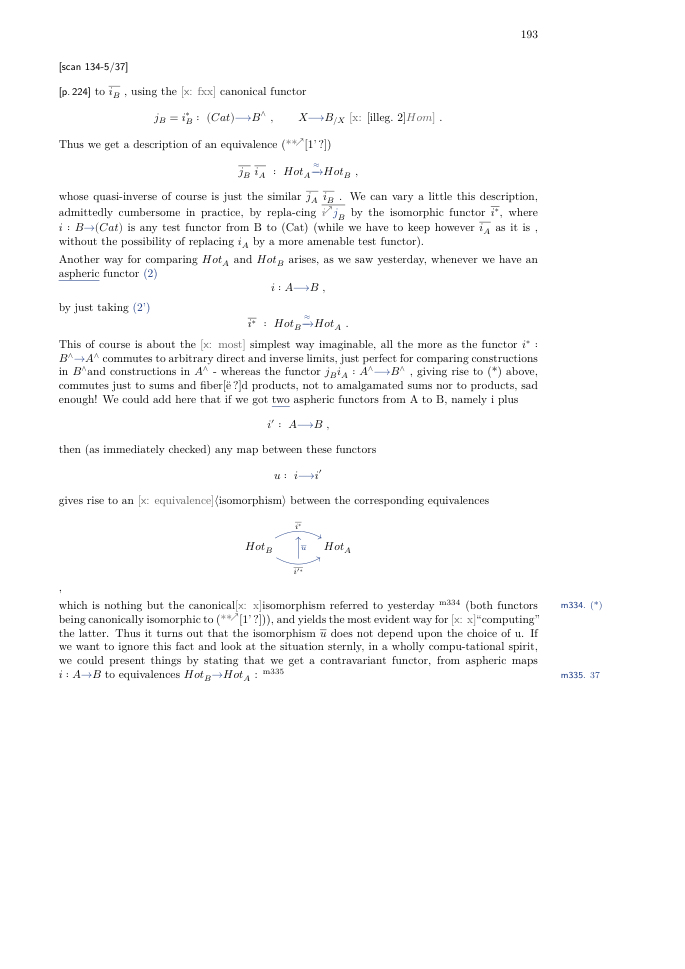 193
[scan 134-5/37]
[p. 224] to $\overline{i_B}$ , using the [x: fxx] canonical functor
$j_B = i_B^* : (Cat) \longrightarrow B^\wedge$ , $X \longrightarrow B_{/X}$ [x: [illeg. 2]Hom] .
Thus we get a description of an equivalence (**↗[1'?])
$\overline{j_B}\ \overline{i_A} : Hot_A \overset{\approx}{\longrightarrow} Hot_B$ ,
whose quasi-inverse of course is just the similar $\overline{j_A}\ \overline{i_B}$ . We can vary a little this description,
admittedly cumbersome in practice, by repla-cing $\overline{i^↗ j_B}$ by the isomorphic functor $\overline{i^*}$, where
$i : B \to (Cat)$ is any test functor from B to (Cat) (while we have to keep however $\overline{i_A}$ as it is ,
without the possibility of replacing $i_A$ by a more amenable test functor).
Another way for comparing $Hot_A$ and $Hot_B$ arises, as we saw yesterday, whenever we have an
aspheric functor (2)
$i : A \longrightarrow B$ ,
by just taking (2')
$\overline{i^*} : Hot_B \overset{\approx}{\longrightarrow} Hot_A$ .
This of course is about the [x: most] simplest way imaginable, all the more as the functor $i^*$ :
$B^\wedge \to A^\wedge$ commutes to arbitrary direct and inverse limits, just perfect for comparing constructions
in $B^\wedge$and constructions in $A^\wedge$ - whereas the functor $j_B i_A : A^\wedge \longrightarrow B^\wedge$ , giving rise to (*) above,
commutes just to sums and fiber[ë?]d products, not to amalgamated sums nor to products, sad
enough! We could add here that if we got two aspheric functors from A to B, namely i plus
$i' : A \longrightarrow B$ ,
then (as immediately checked) any map between these functors
$u : i \longrightarrow i'$
gives rise to an [x: equivalence]⟨isomorphism⟩ between the corresponding equivalences
$\overline{i^*}$
$Hot_B$ ↑ $\overline{u}$ $Hot_A$
$\overline{i'^*}$
,
which is nothing but the canonical[x: x]isomorphism referred to yesterday m334 (both functors
m334. (*)
being canonically isomorphic to (**↗[1'?])), and yields the most evident way for [x: x]“computing”
the latter. Thus it turns out that the isomorphism $\overline{u}$ does not depend upon the choice of u. If
we want to ignore this fact and look at the situation sternly, in a wholly compu-tational spirit,
we could present things by stating that we get a contravariant functor, from aspheric maps
$i : A \to B$ to equivalences $Hot_B \to Hot_A$ : m335
m335. 37